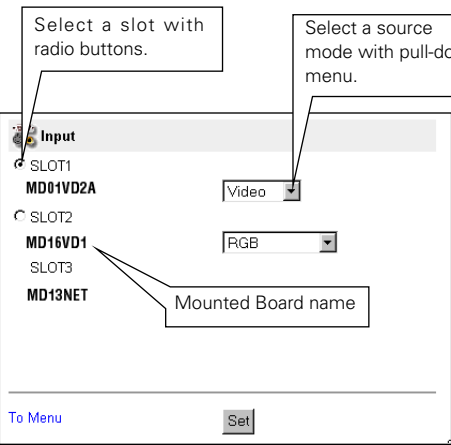 Select a slot with
radio buttons.
Select a source
mode with pull-do
menu.
Input
SLOT1
MD01VD2A
Video
SLOT2
MD16VD1
RGB
SLOT3
MD13NET
Mounted Board name
To Menu
Set